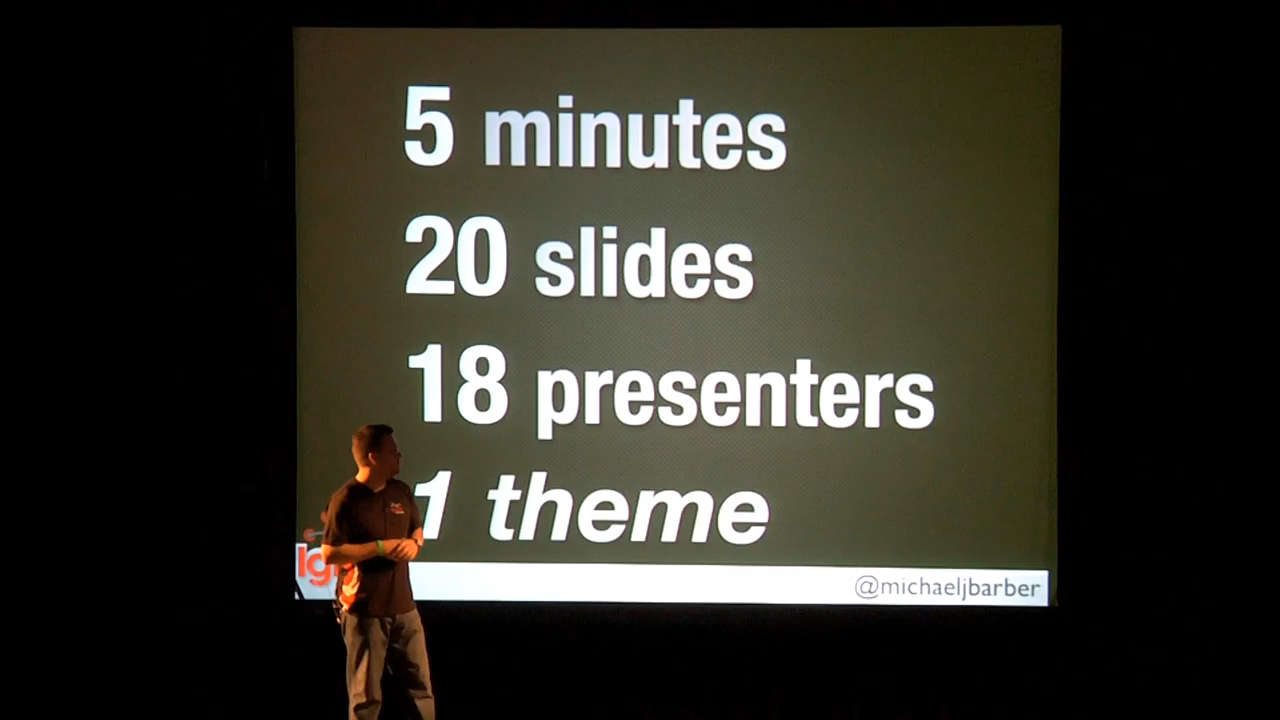 5 minutes
20 slides
18 presenters
1 theme
@michaeljbarber